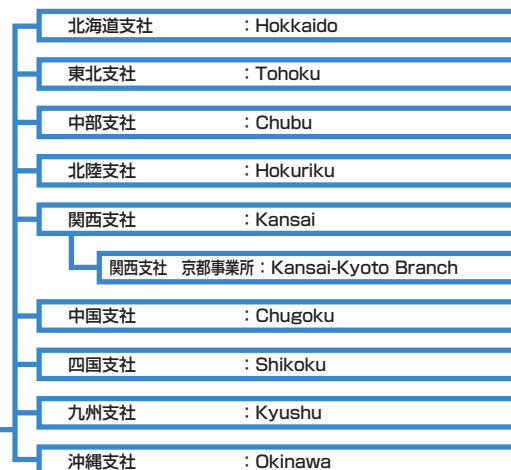 北海道支社 : Hokkaido
東北支社 : Tohoku
中部支社 : Chubu
北陸支社 : Hokuriku
関西支社 : Kansai
関西支社 京都事業所 : Kansai-Kyoto Branch
中国支社 : Chugoku
四国支社 : Shikoku
九州支社 : Kyushu
沖縄支社 : Okinawa